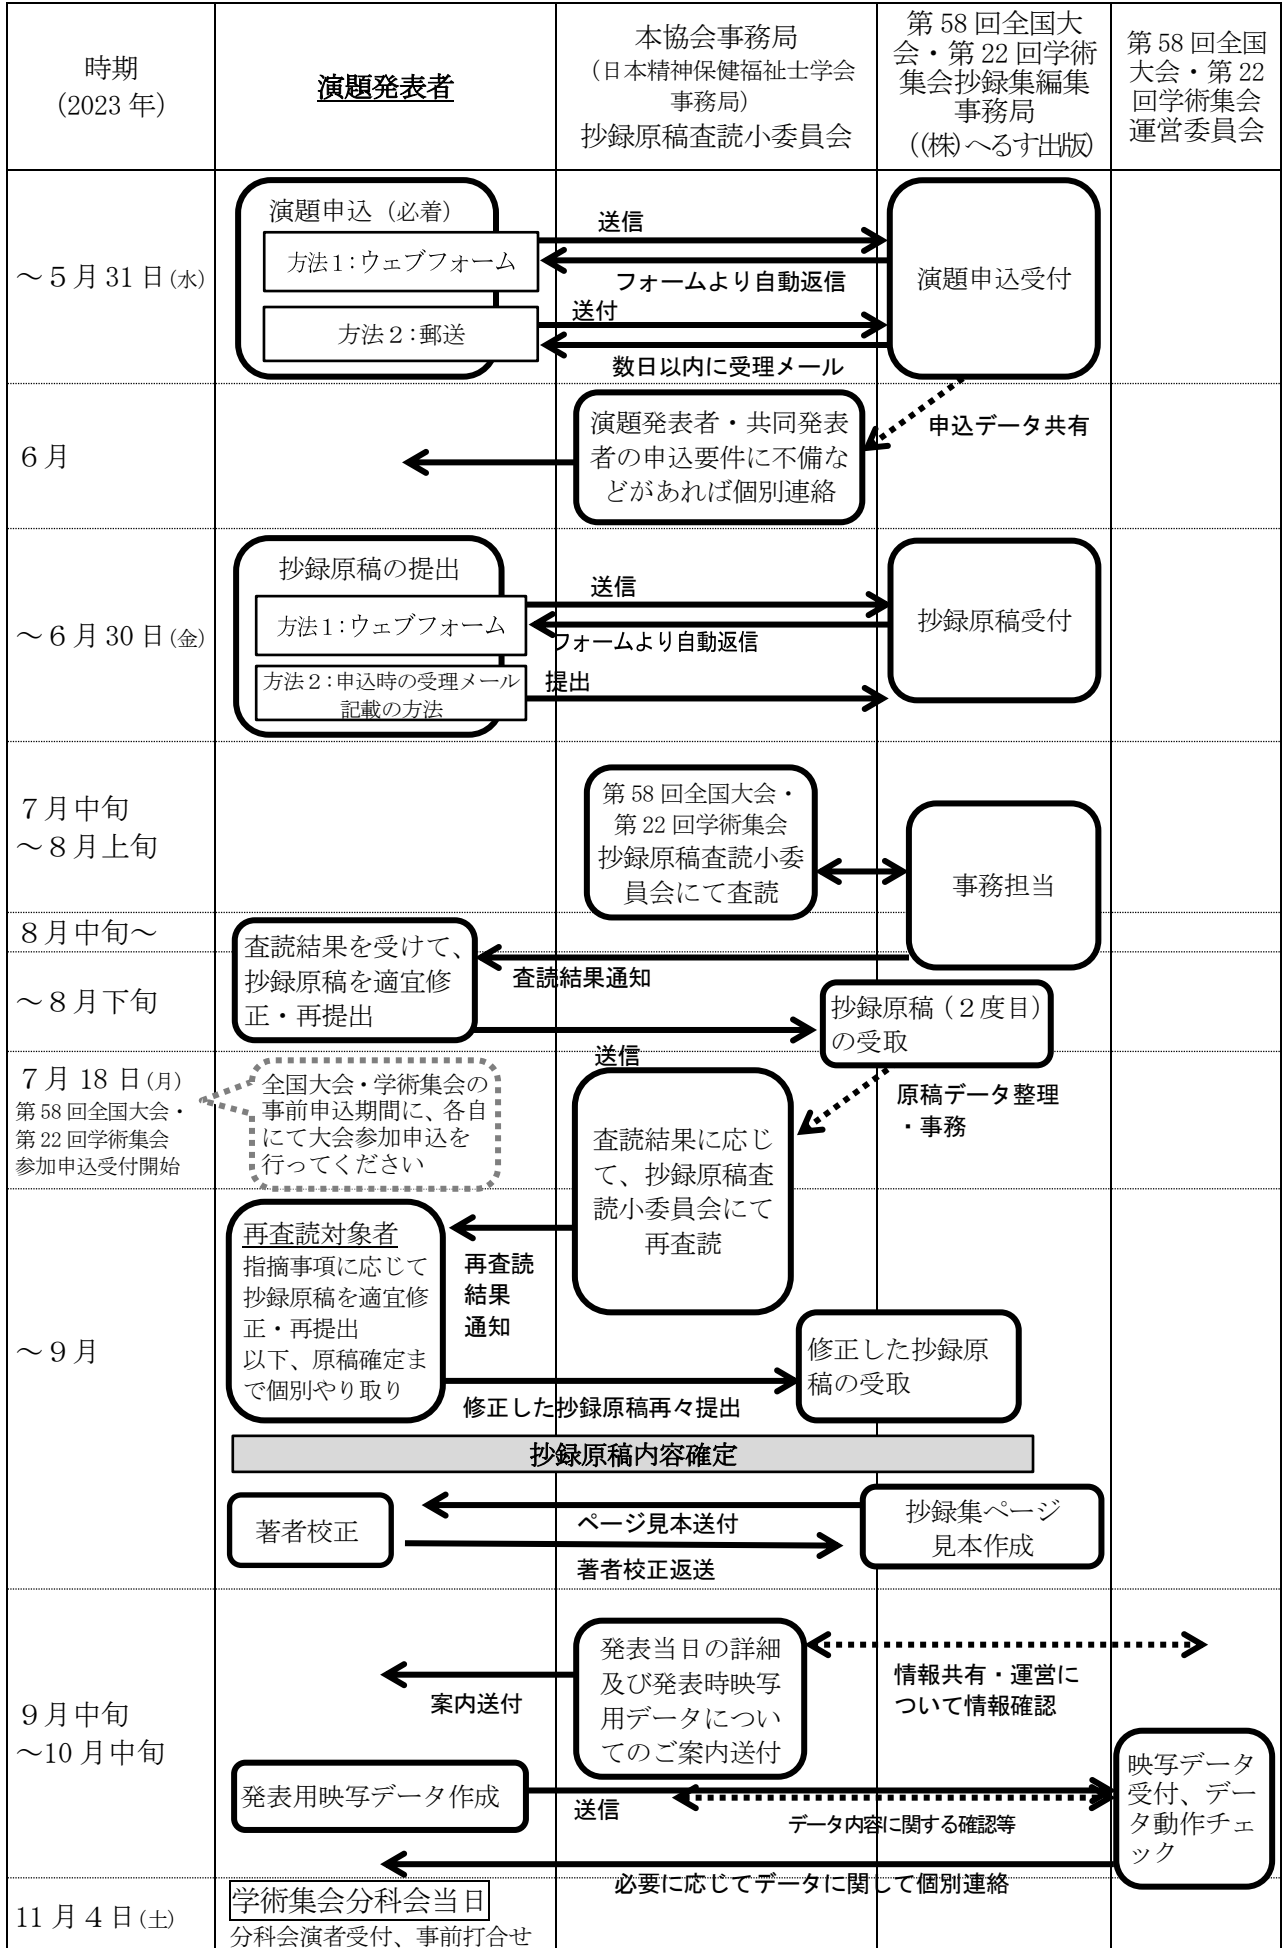 時期
(2023 年)
演題発表者
本協会事務局
(日本精神保健福祉士学会
事務局)
抄録原稿査読小委員会
第 58 回全国大
会・第 22 回学術
集会抄録集編集
事務局
((株)へるす出版)
第 58 回全国
大会・第 22
回学術集会
運営委員会
～５月 31 日(水)
演題申込（必着）
方法１：ウェブフォーム
方法２：郵送
送信
フォームより自動返信
送付
数日以内に受理メール
演題申込受付
６月
演題発表者・共同発表
者の申込要件に不備な
どがあれば個別連絡
申込データ共有
～６月 30 日(金)
抄録原稿の提出
方法１：ウェブフォーム
方法２：申込時の受理メール
記載の方法
送信
フォームより自動返信
提出
抄録原稿受付
７月中旬
～８月上旬
第 58 回全国大会・
第 22 回学術集会
抄録原稿査読小委
員会にて査読
事務担当
８月中旬～
～８月下旬
査読結果を受けて、
抄録原稿を適宜修
正・再提出
査読結果通知
送信
抄録原稿（２度目）
の受取
７月 18 日(月)
第 58 回全国大会・
第 22 回学術集会
参加申込受付開始
全国大会・学術集会の
事前申込期間に、各自
にて大会参加申込を
行ってください
原稿データ整理
・事務
査読結果に応じ
て、抄録原稿査
読小委員会にて
再査読
～９月
再査読対象者
指摘事項に応じて
抄録原稿を適宜修
正・再提出
以下、原稿確定ま
で個別やり取り
再査読
結果
通知
修正した抄録原
稿の受取
修正した抄録原稿再々提出
抄録原稿内容確定
著者校正
ページ見本送付
著者校正返送
抄録集ページ
見本作成
９月中旬
～10 月中旬
発表当日の詳細
及び発表時映写
用データについ
てのご案内送付
案内送付
情報共有・運営に
ついて情報確認
発表用映写データ作成
送信
データ内容に関する確認等
映写データ
受付、デー
タ動作チェ
ック
必要に応じてデータに関して個別連絡
11 月４日(土)
学術集会分科会当日
分科会演者受付、事前打合せ